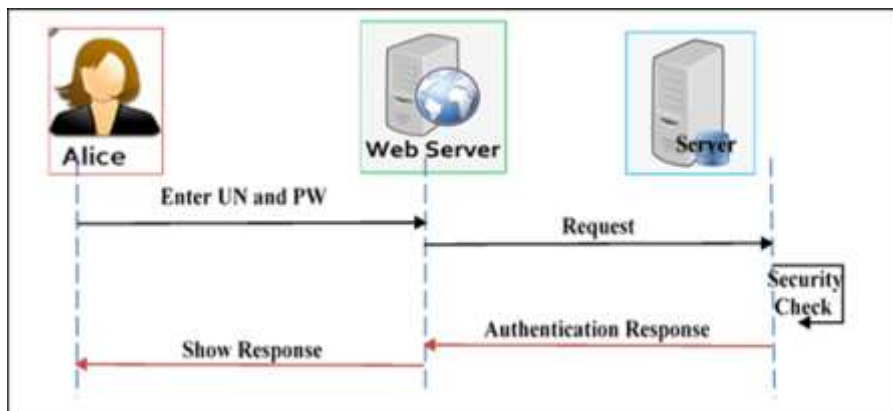 Alice
Web Server
Server
Enter UN and PW
Request
Security
Check
Authentication Response
Show Response